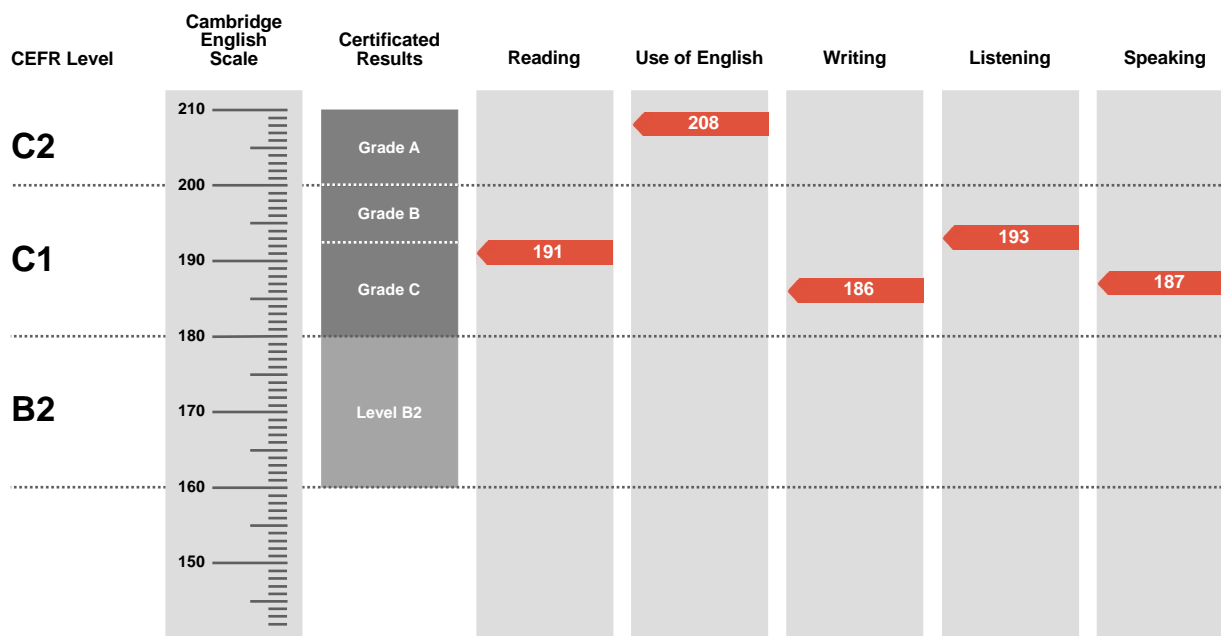 CEFR Level
Cambridge
English
Scale
Certificated
Results
Reading
Use of English
Writing
Listening
Speaking
210
C2
Grade A
208
200
Grade B
C1
190
191
193
Grade C
186
187
180
B2
170
Level B2
160
150